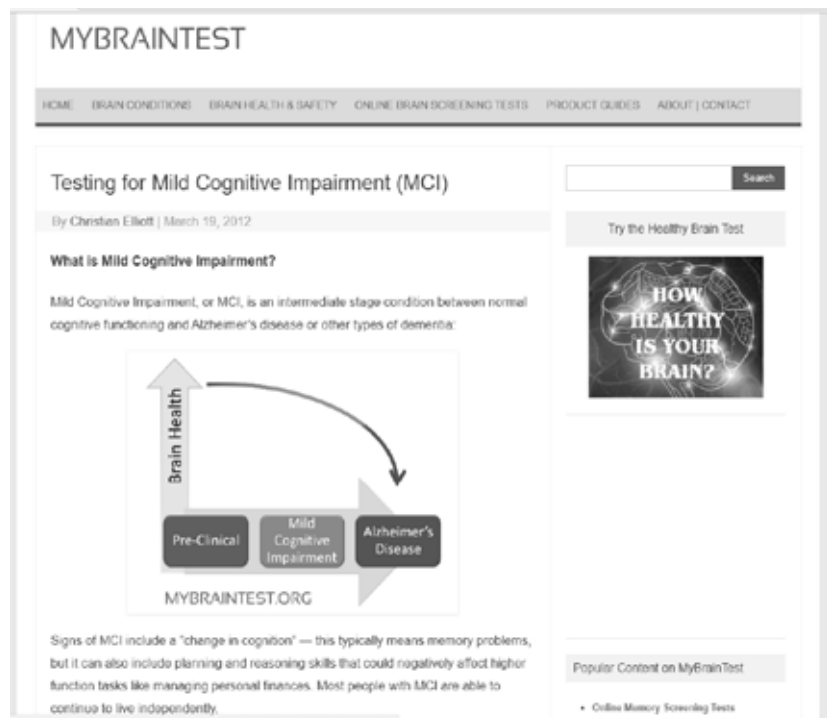 MYBRAINTEST
HOME BRAIN CONDITIONS BRAIN HEALTH & SAFETY ONLINE BRAIN SCREENING TESTS PRODUCT GUIDES ABOUT | CONTACT
Testing for Mild Cognitive Impairment (MCI)
By Christian Elliott | March 19, 2012
What is Mild Cognitive Impairment?
Mild Cognitive Impairment, or MCI, is an intermediate stage condition between normal
cognitive functioning and Alzheimer's disease or other types of dementia:
Brain Health
Pre-Clinical
Mild
Cognitive
Impairment
Alzheimer's
Disease
MYBRAINTEST.ORG
Signs of MCI include a "change in cognition" — this typically means memory problems,
but it can also include planning and reasoning skills that could negatively affect higher
function tasks like managing personal finances. Most people with MCI are able to
continue to live independently.
Search
Try the Healthy Brain Test
HOW
HEALTHY
IS YOUR
BRAIN?
Popular Content on MyBrainTest
• Online Memory Screening Tests